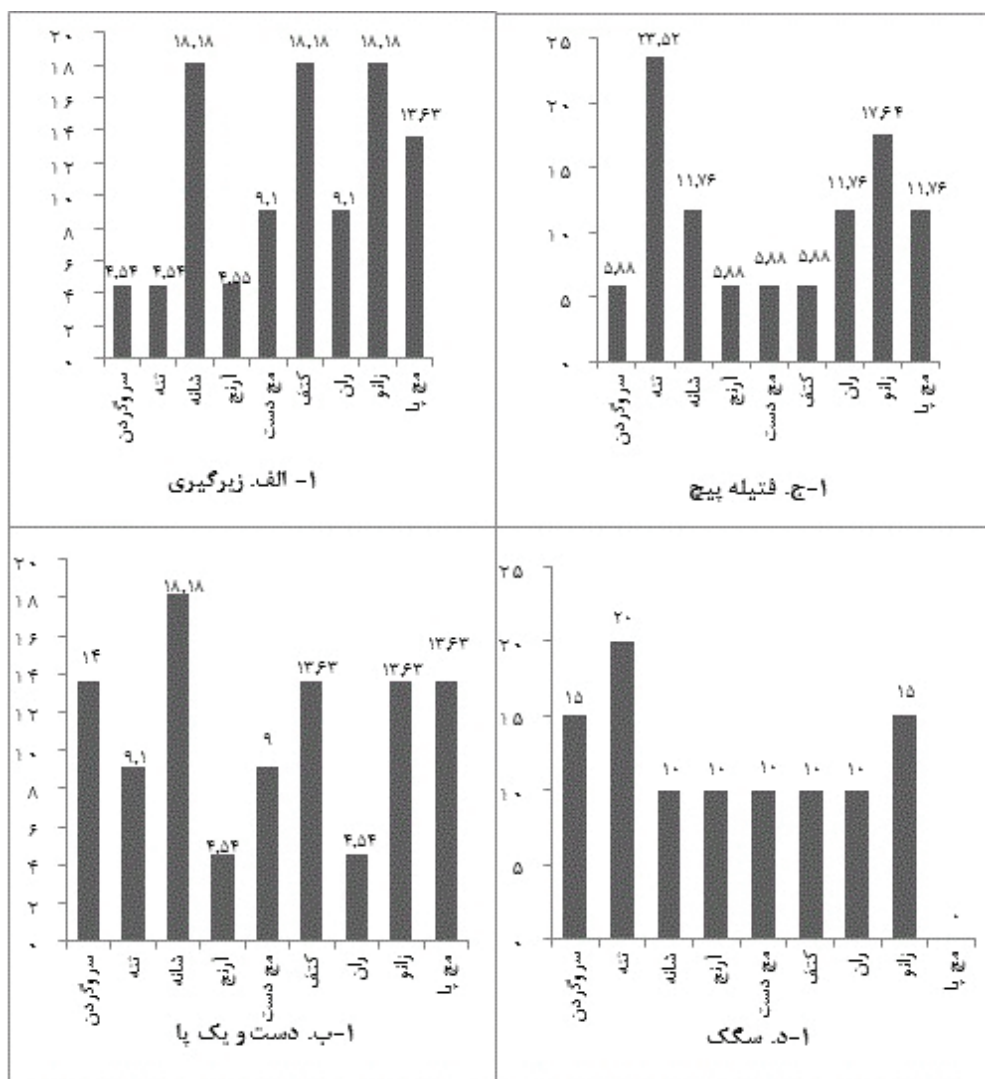 ۲۰
۱۸
۱۶
۱۴
۱۲
۱۰
۸
۶
۴
۲
۰
۴,۵۴ ۴,۵۴ ۱۸,۱۸ ۴,۵۵ ۹,۱ ۱۸,۱۸ ۹,۱ ۱۸,۱۸ ۱۳,۶۳
سروگردن تنه شانه آرنج مچ دست کتف ران زانو مچ پا
۱- الف. زیرگیری
۲۵
۲۰
۱۵
۱۰
۵
۰
۵,۸۸ ۲۳,۵۲ ۱۱,۷۶ ۵,۸۸ ۵,۸۸ ۵,۸۸ ۱۱,۷۶ ۱۷,۶۴ ۱۱,۷۶
سروگردن تنه شانه آرنج مچ دست کتف ران زانو مچ پا
۱-ج. فتیله پیچ
۲۰
۱۸
۱۶
۱۴
۱۲
۱۰
۸
۶
۴
۲
۰
۱۴ ۹,۱ ۱۸,۱۸ ۴,۵۴ ۹ ۱۳,۶۳ ۴,۵۴ ۱۳,۶۳ ۱۳,۶۳
سروگردن تنه شانه آرنج مچ دست کتف ران زانو مچ پا
۱-ب. دست و یک پا
۲۵
۲۰
۱۵
۱۰
۵
۰
۱۵ ۲۰ ۱۰ ۱۰ ۱۰ ۱۰ ۱۰ ۱۵ ۰
سروگردن تنه شانه آرنج مچ دست کتف ران زانو مچ پا
۱-د. سگک